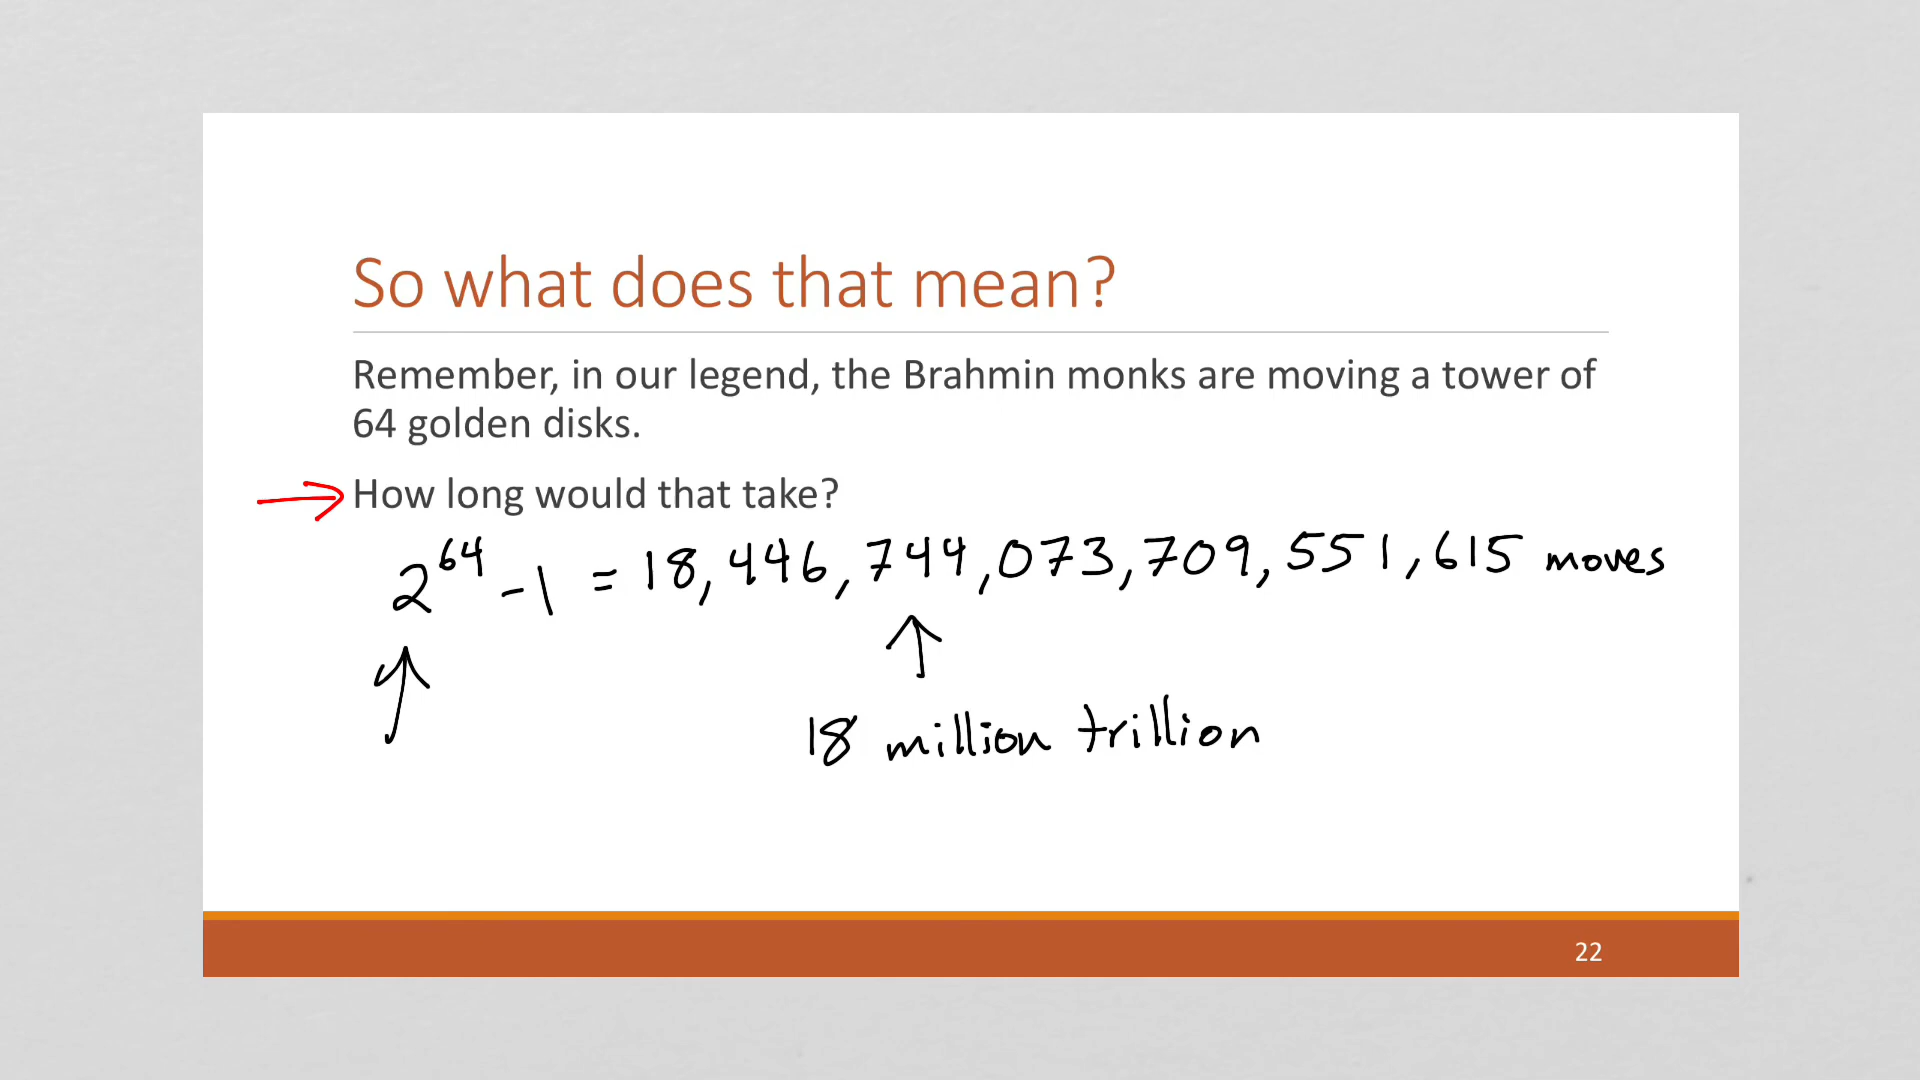 So what does that mean?
Remember, in our legend, the Brahmin monks are moving a tower of
64 golden disks.
How long would that take?
2^64 - 1 = 18,446,744,073,709,551,615 moves
18 million trillion
22